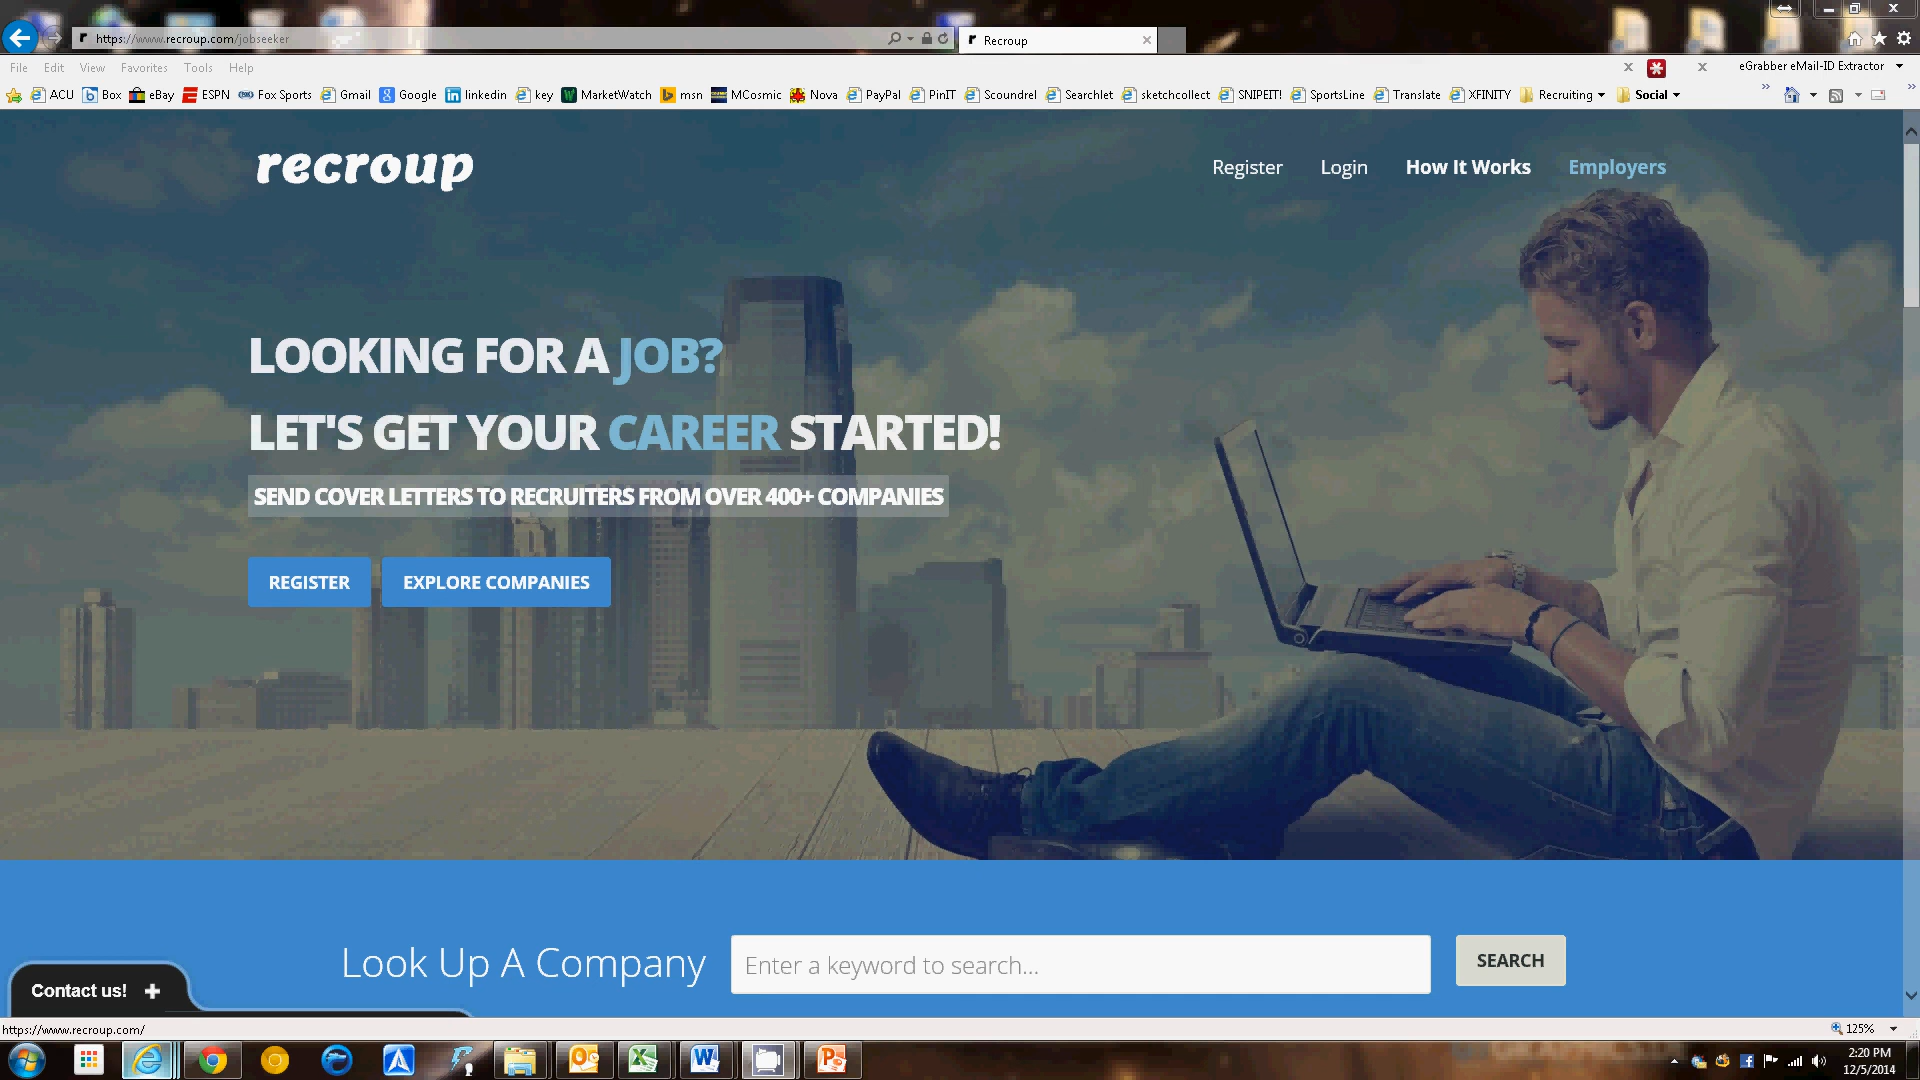 https://www.recroup.com/jobseeker
Recroup
File Edit View Favorites Tools Help
eGrabber eMail-ID Extractor
ACU Box eBay ESPN Fox Sports Gmail Google linkedin key MarketWatch msn MCosmic Nova PayPal PinIT Scoundrel Searchlet sketchcollect SNIPEIT! SportsLine Translate XFINITY Recruiting Social
recroup
Register Login How It Works Employers
LOOKING FOR A JOB?
LET'S GET YOUR CAREER STARTED!
SEND COVER LETTERS TO RECRUITERS FROM OVER 400+ COMPANIES
REGISTER EXPLORE COMPANIES
Look Up A Company Enter a keyword to search... SEARCH
Contact us! +
https://www.recroup.com/
125%
2:20 PM
12/5/2014